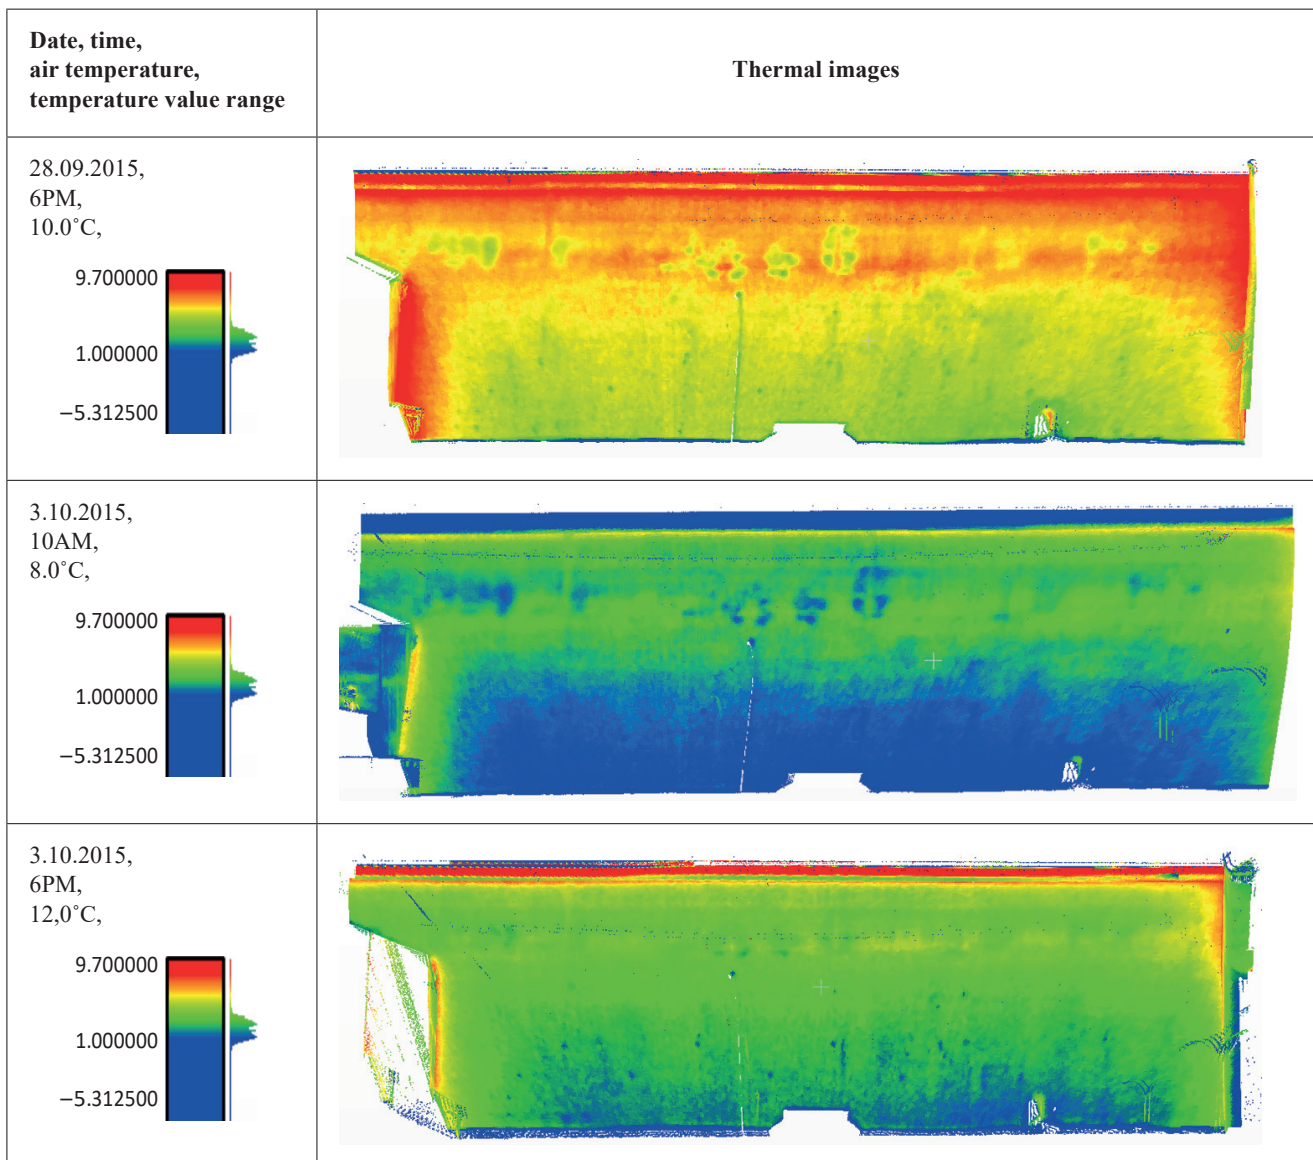 Date, time,
air temperature,
temperature value range
Thermal images
28.09.2015,
6PM,
10.0˚C,
9.700000
1.000000
−5.312500
3.10.2015,
10AM,
8.0˚C,
9.700000
1.000000
−5.312500
3.10.2015,
6PM,
12,0˚C,
9.700000
1.000000
−5.312500